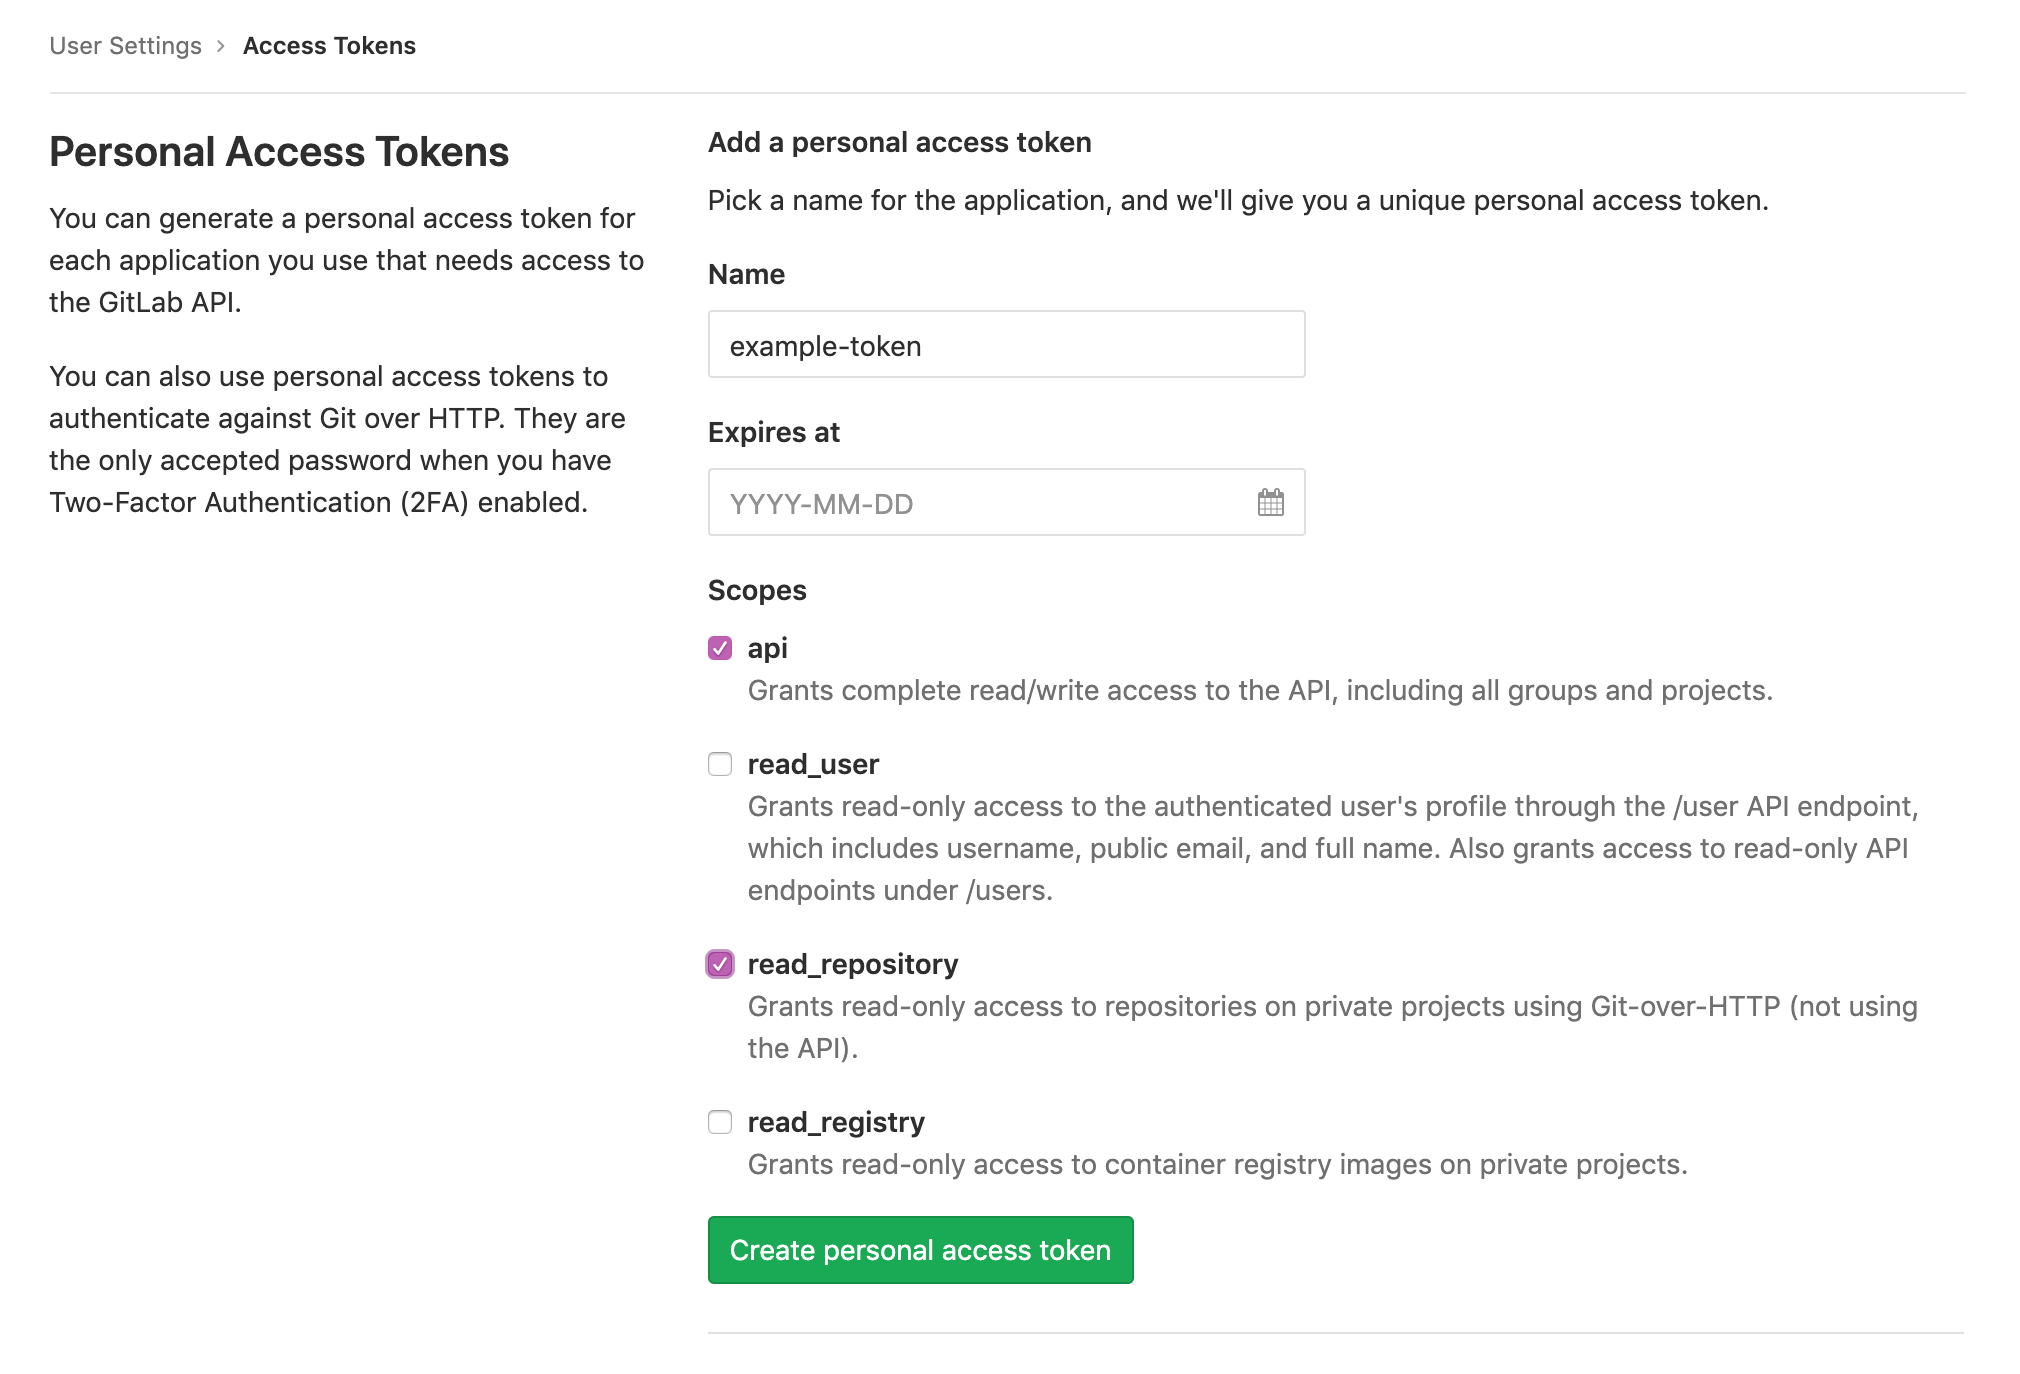 User Settings > Access Tokens
Personal Access Tokens
You can generate a personal access token for
each application you use that needs access to
the GitLab API.
You can also use personal access tokens to
authenticate against Git over HTTP. They are
the only accepted password when you have
Two-Factor Authentication (2FA) enabled.
Add a personal access token
Pick a name for the application, and we'll give you a unique personal access token.
Name
example-token
Expires at
YYYY-MM-DD
Scopes
api
Grants complete read/write access to the API, including all groups and projects.
read_user
Grants read-only access to the authenticated user's profile through the /user API endpoint,
which includes username, public email, and full name. Also grants access to read-only API
endpoints under /users.
read_repository
Grants read-only access to repositories on private projects using Git-over-HTTP (not using
the API).
read_registry
Grants read-only access to container registry images on private projects.
Create personal access token